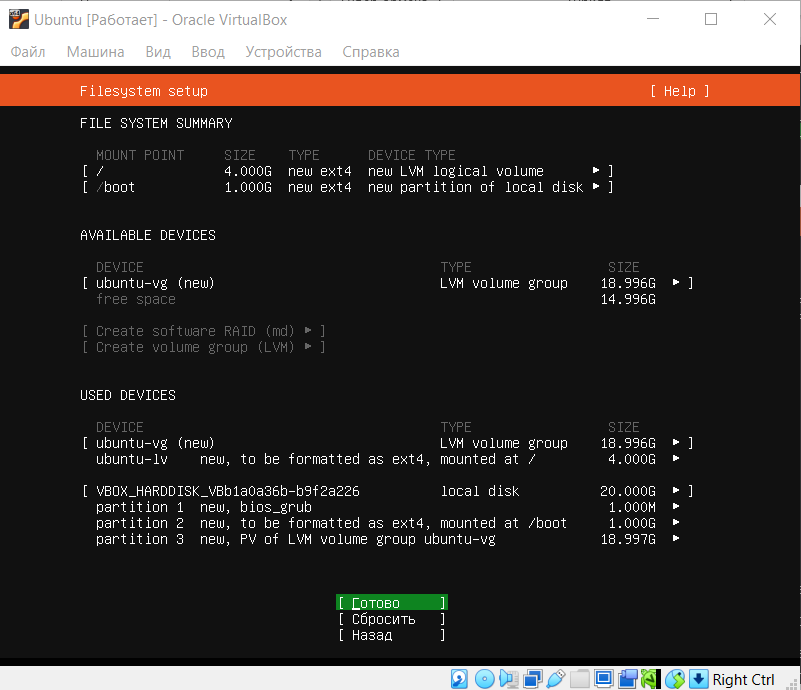 Ubuntu [Работает] - Oracle VirtualBox
Файл Машина Вид Ввод Устройства Справка
Filesystem setup [ Help ]
FILE SYSTEM SUMMARY
MOUNT POINT SIZE TYPE DEVICE TYPE
[ / 4.000G new ext4 new LVM logical volume ▸ ]
[ /boot 1.000G new ext4 new partition of local disk ▸ ]
AVAILABLE DEVICES
DEVICE TYPE SIZE
[ ubuntu-vg (new) LVM volume group 18.996G ▸ ]
free space 14.996G
[ Create software RAID (md) ▸ ]
[ Create volume group (LVM) ▸ ]
USED DEVICES
DEVICE TYPE SIZE
[ ubuntu-vg (new) LVM volume group 18.996G ▸ ]
ubuntu-lv new, to be formatted as ext4, mounted at / 4.000G ▸
[ VBOX_HARDDISK_VBb1a0a36b-b9f2a226 local disk 20.000G ▸ ]
partition 1 new, bios_grub 1.000M ▸
partition 2 new, to be formatted as ext4, mounted at /boot 1.000G ▸
partition 3 new, PV of LVM volume group ubuntu-vg 18.997G ▸
[ Готово ]
[ Сбросить ]
[ Назад ]
Right Ctrl